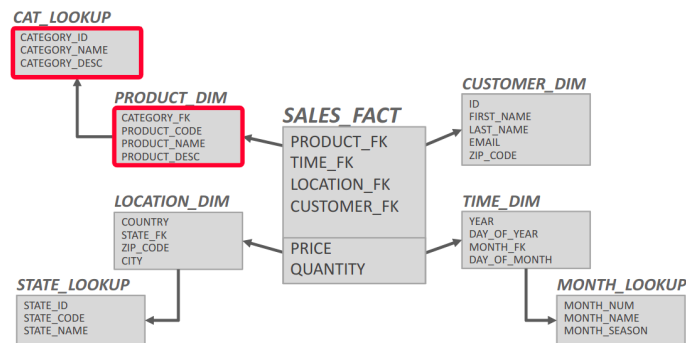 CAT_LOOKUP
CATEGORY_ID
CATEGORY_NAME
CATEGORY_DESC
PRODUCT_DIM
CATEGORY_FK
PRODUCT_CODE
PRODUCT_NAME
PRODUCT_DESC
SALES_FACT
PRODUCT_FK
TIME_FK
LOCATION_FK
CUSTOMER_FK
PRICE
QUANTITY
CUSTOMER_DIM
ID
FIRST_NAME
LAST_NAME
EMAIL
ZIP_CODE
LOCATION_DIM
COUNTRY
STATE_FK
ZIP_CODE
CITY
TIME_DIM
YEAR
DAY_OF_YEAR
MONTH_FK
DAY_OF_MONTH
STATE_LOOKUP
STATE_ID
STATE_CODE
STATE_NAME
MONTH_LOOKUP
MONTH_NUM
MONTH_NAME
MONTH_SEASON